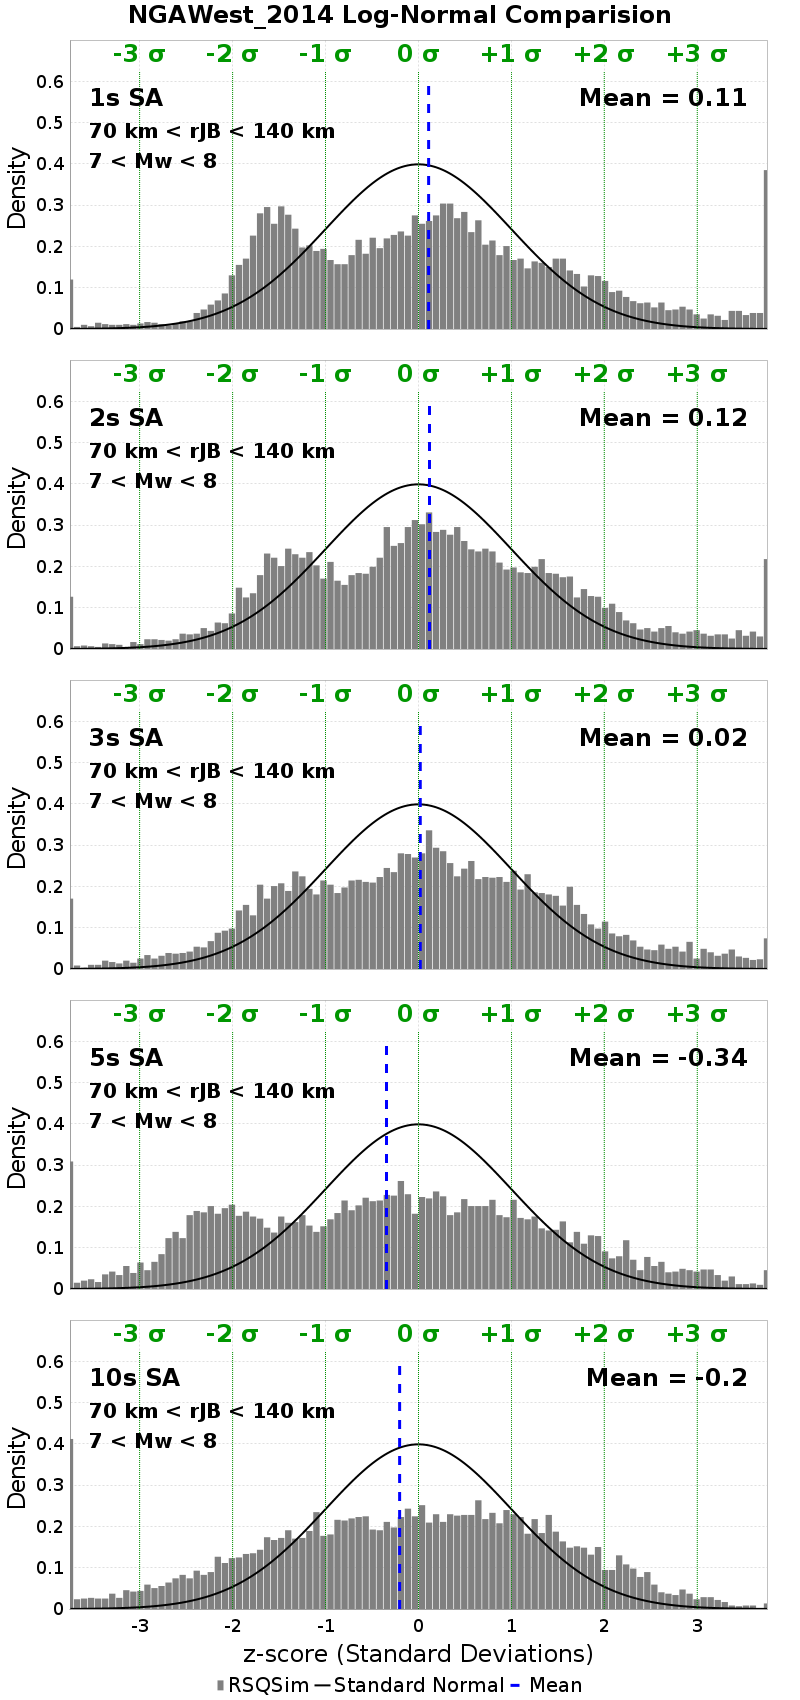 NGAWest_2014 Log-Normal Comparision
-3 σ -2 σ -1 σ 0 σ +1 σ +2 σ +3 σ
1s SA Mean = 0.11
70 km < rJB < 140 km
7 < Mw < 8
Density
0.6
0.5
0.4
0.3
0.2
0.1
0
-3 σ -2 σ -1 σ 0 σ +1 σ +2 σ +3 σ
2s SA Mean = 0.12
70 km < rJB < 140 km
7 < Mw < 8
Density
0.6
0.5
0.4
0.3
0.2
0.1
0
-3 σ -2 σ -1 σ 0 σ +1 σ +2 σ +3 σ
3s SA Mean = 0.02
70 km < rJB < 140 km
7 < Mw < 8
Density
0.6
0.5
0.4
0.3
0.2
0.1
0
-3 σ -2 σ -1 σ 0 σ +1 σ +2 σ +3 σ
5s SA Mean = -0.34
70 km < rJB < 140 km
7 < Mw < 8
Density
0.6
0.5
0.4
0.3
0.2
0.1
0
-3 σ -2 σ -1 σ 0 σ +1 σ +2 σ +3 σ
10s SA Mean = -0.2
70 km < rJB < 140 km
7 < Mw < 8
Density
0.6
0.5
0.4
0.3
0.2
0.1
0
-3 -2 -1 0 1 2 3
z-score (Standard Deviations)
RSQSim Standard Normal Mean